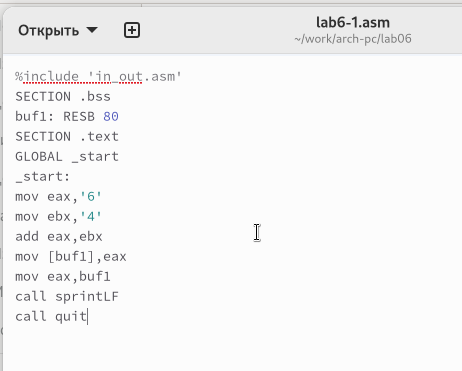 Открыть
lab6-1.asm
~/work/arch-pc/lab06
%include 'in_out.asm'
SECTION .bss
buf1: RESB 80
SECTION .text
GLOBAL _start
_start:
mov eax,'6'
mov ebx,'4'
add eax,ebx
mov [buf1],eax
mov eax,buf1
call sprintLF
call quit